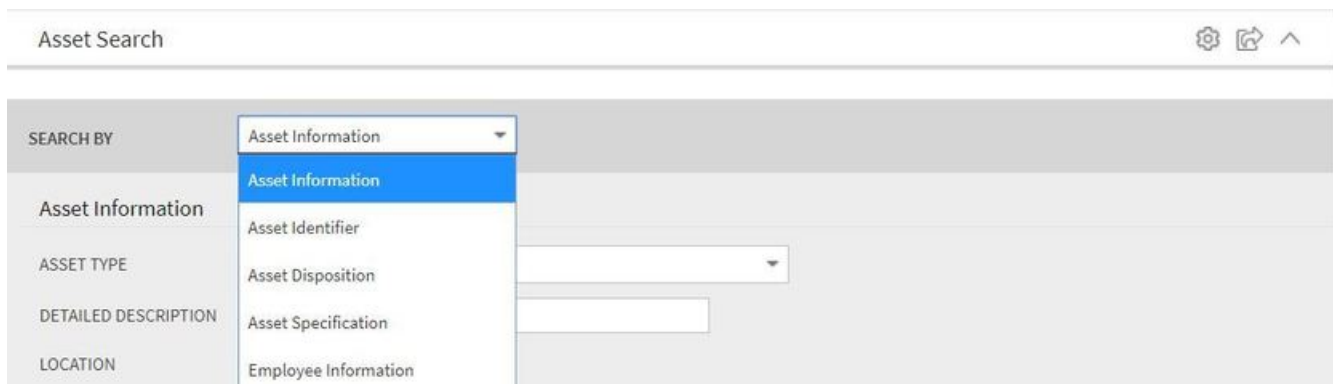 Asset Search
SEARCH BY
Asset Information
Asset Information
Asset Information
Asset Identifier
ASSET TYPE
Asset Disposition
DETAILED DESCRIPTION
Asset Specification
LOCATION
Employee Information